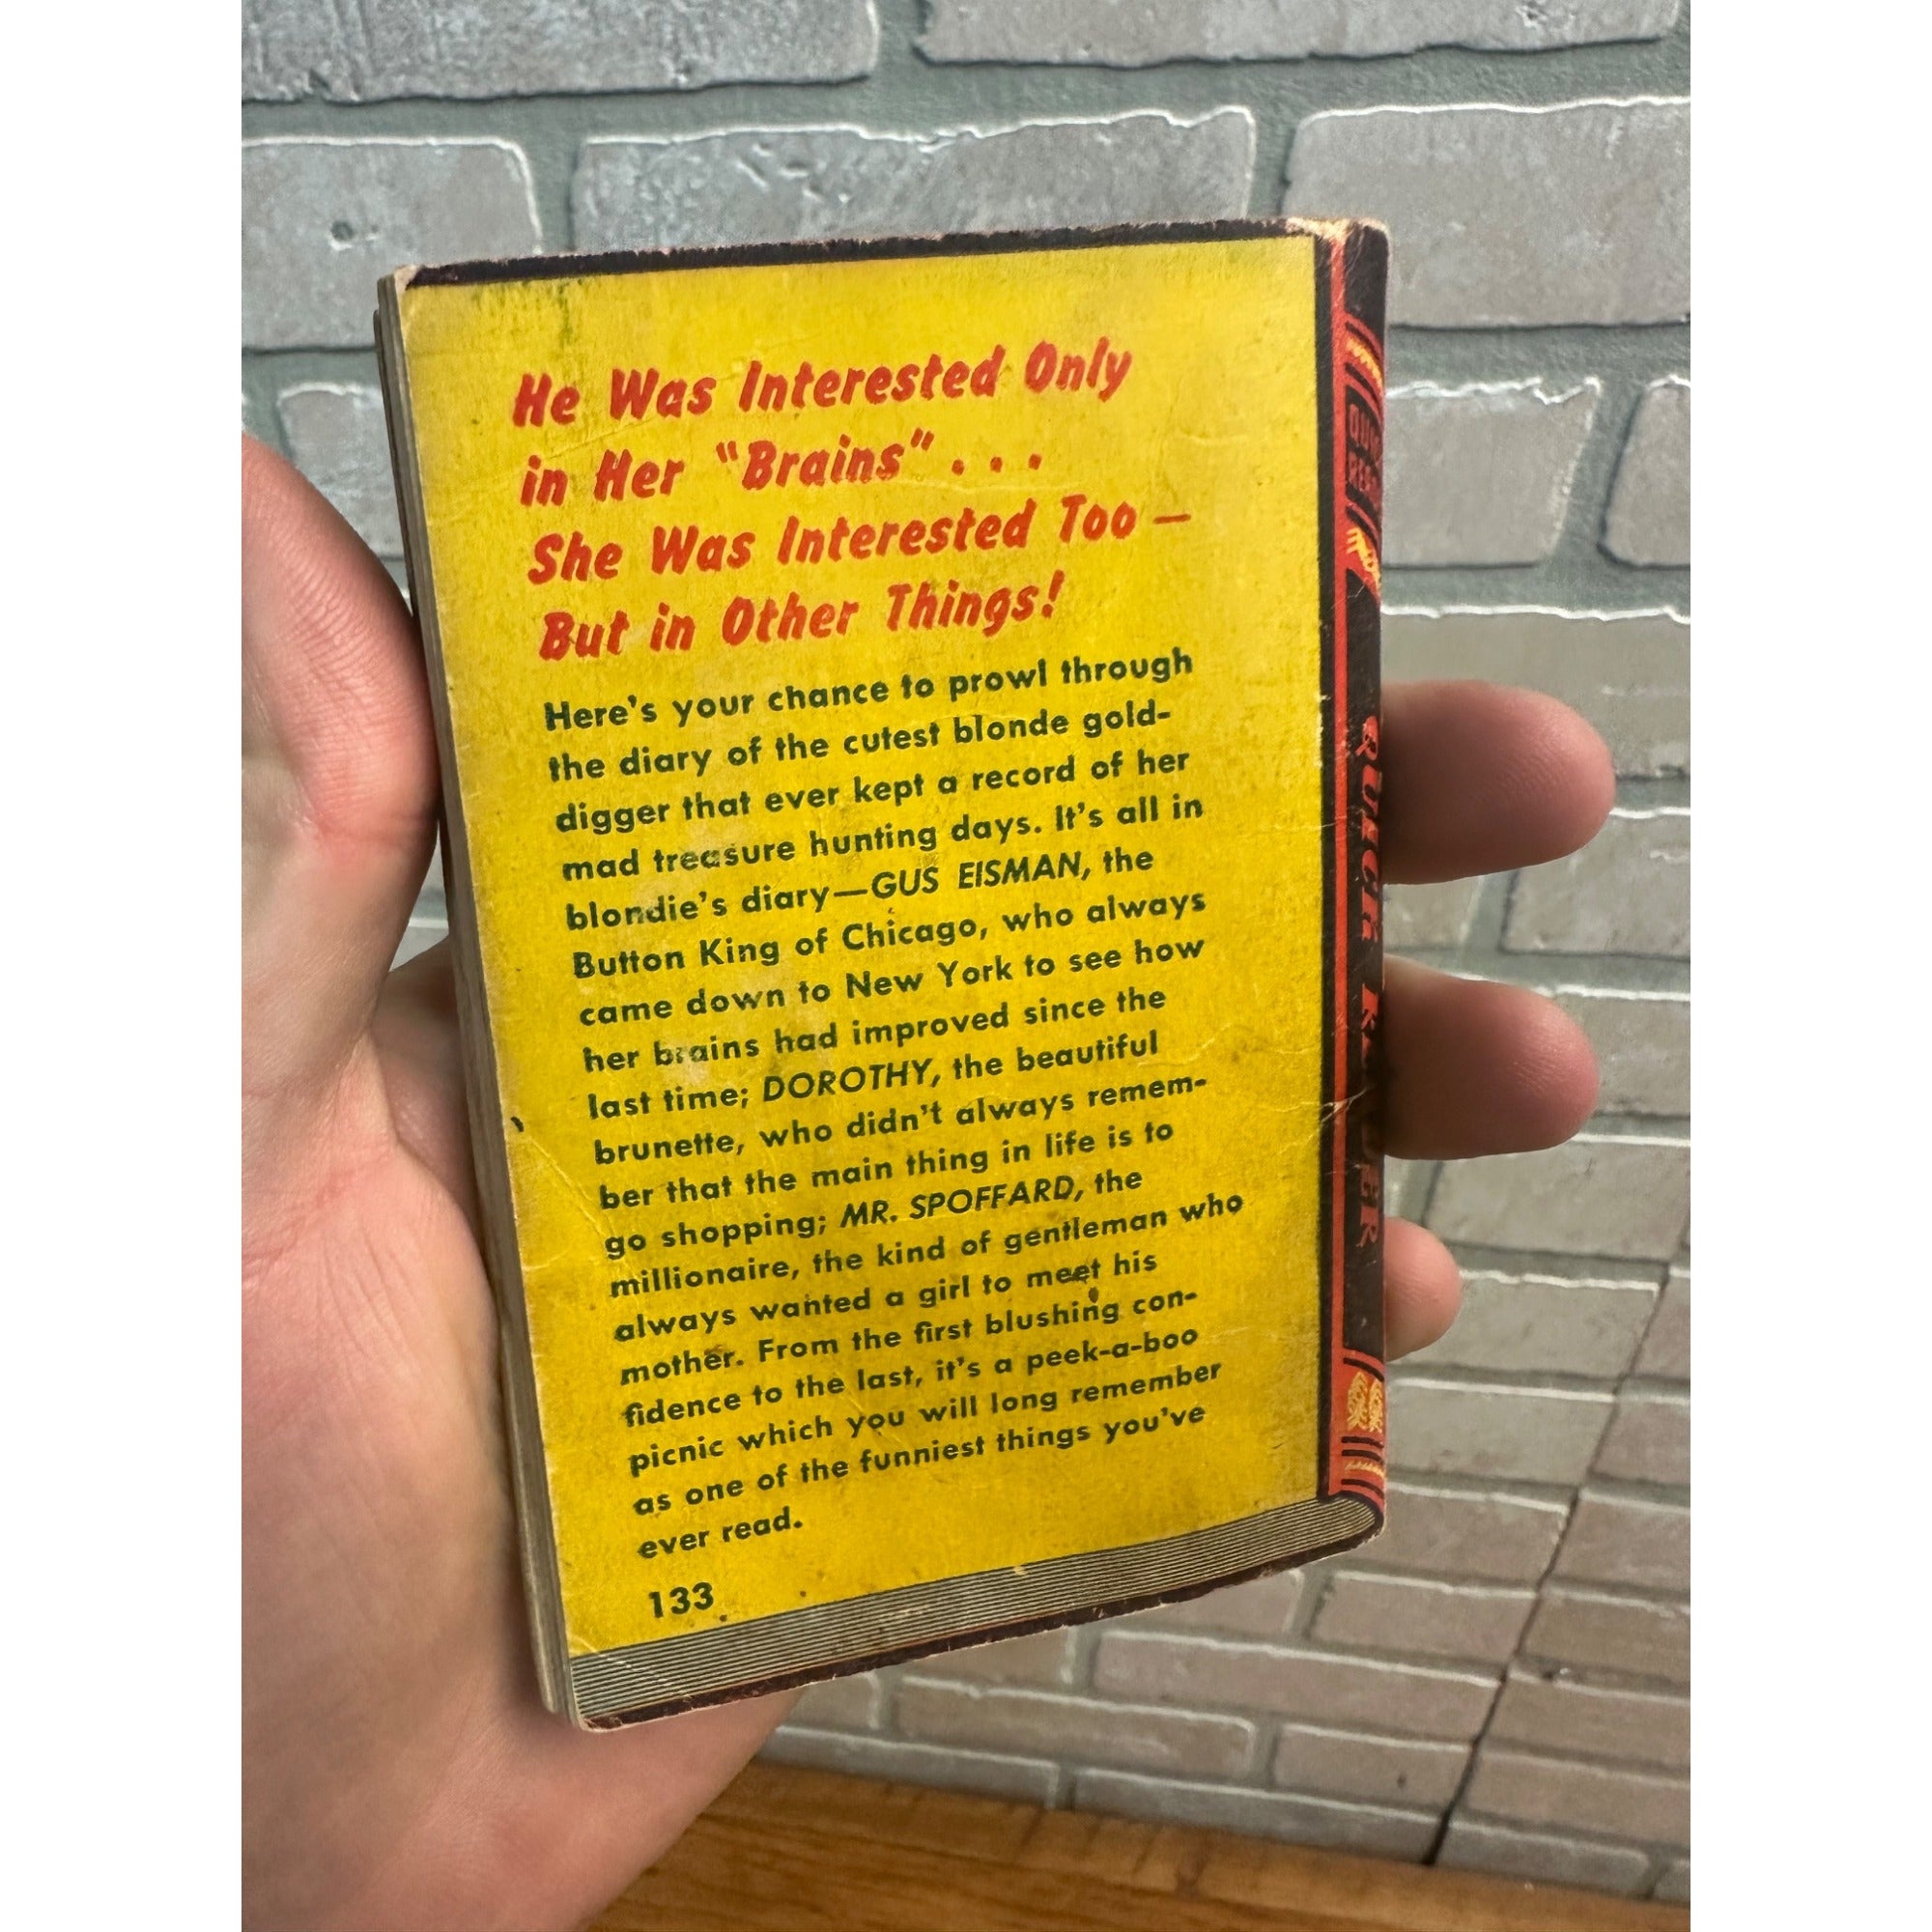 He Was Interested Only
in Her "Brains" . . .
She Was Interested Too —
But in Other Things!
Here's your chance to prowl through
the diary of the cutest blonde gold-
digger that ever kept a record of her
mad treasure hunting days. It's all in
blondie's diary—GUS EISMAN, the
Button King of Chicago, who always
came down to New York to see how
her brains had improved since the
last time; DOROTHY, the beautiful
brunette, who didn't always remem-
ber that the main thing in life is to
go shopping; MR. SPOFFARD, the
millionaire, the kind of gentleman who
always wanted a girl to meet his
mother. From the first blushing con-
fidence to the last, it's a peek-a-boo
picnic which you will long remember
as one of the funniest things you've
ever read.
133
QUICK READER